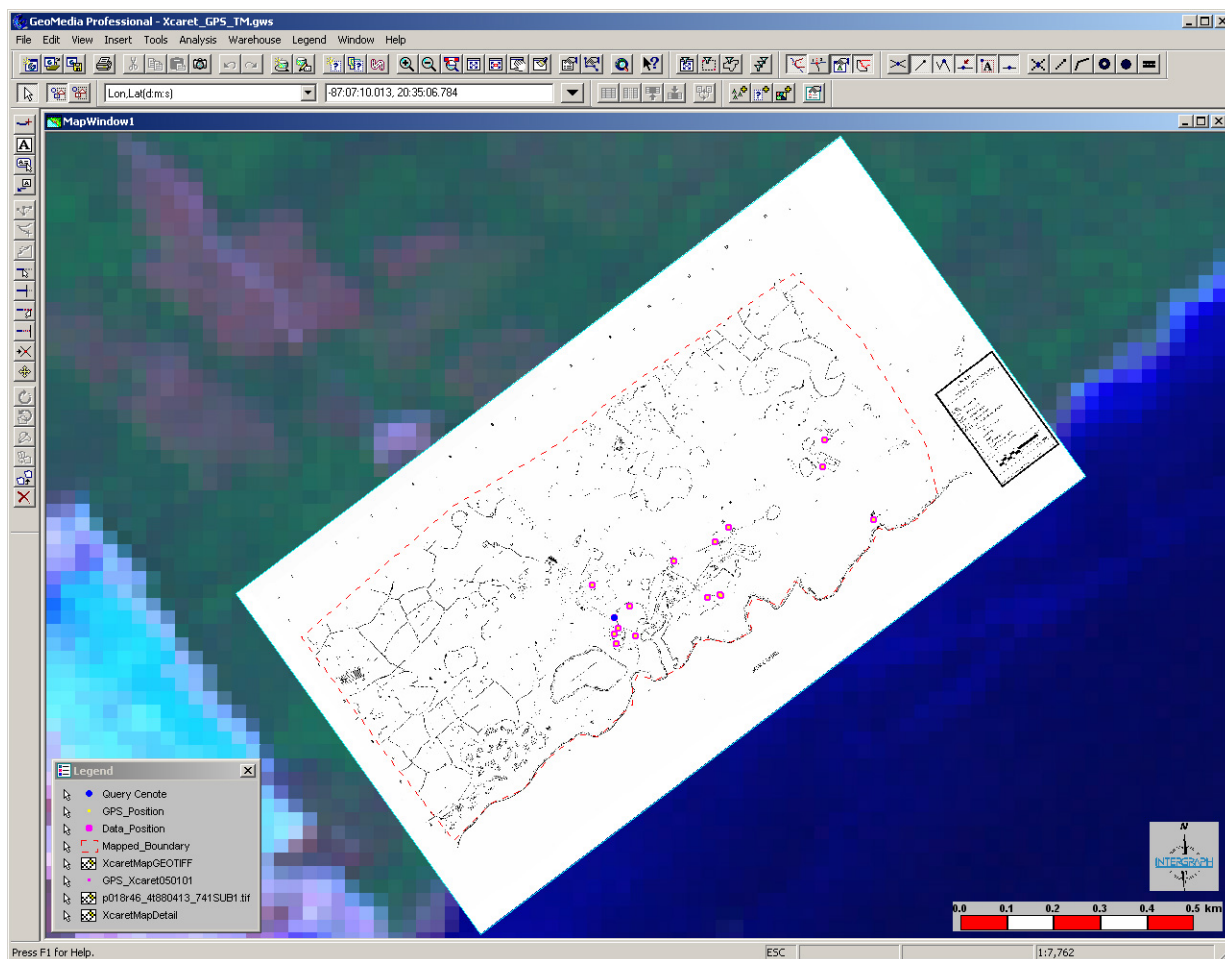 GeoMedia Professional - Xcaret_GPS_TM.gws
File Edit View Insert Tools Analysis Warehouse Legend Window Help
Lon,Lat(d:m:s) -87:07:10.013, 20:35:06.784
MapWindow1
Legend
Query Cenote
GPS_Position
Data_Position
Mapped_Boundary
XcaretMapGEOTIFF
GPS_Xcaret050101
p018r46_4t880413_741SUB1.tif
XcaretMapDetail
N
INTERGRAPH
0.0 0.1 0.2 0.3 0.4 0.5 km
Press F1 for Help. ESC 1:7,762